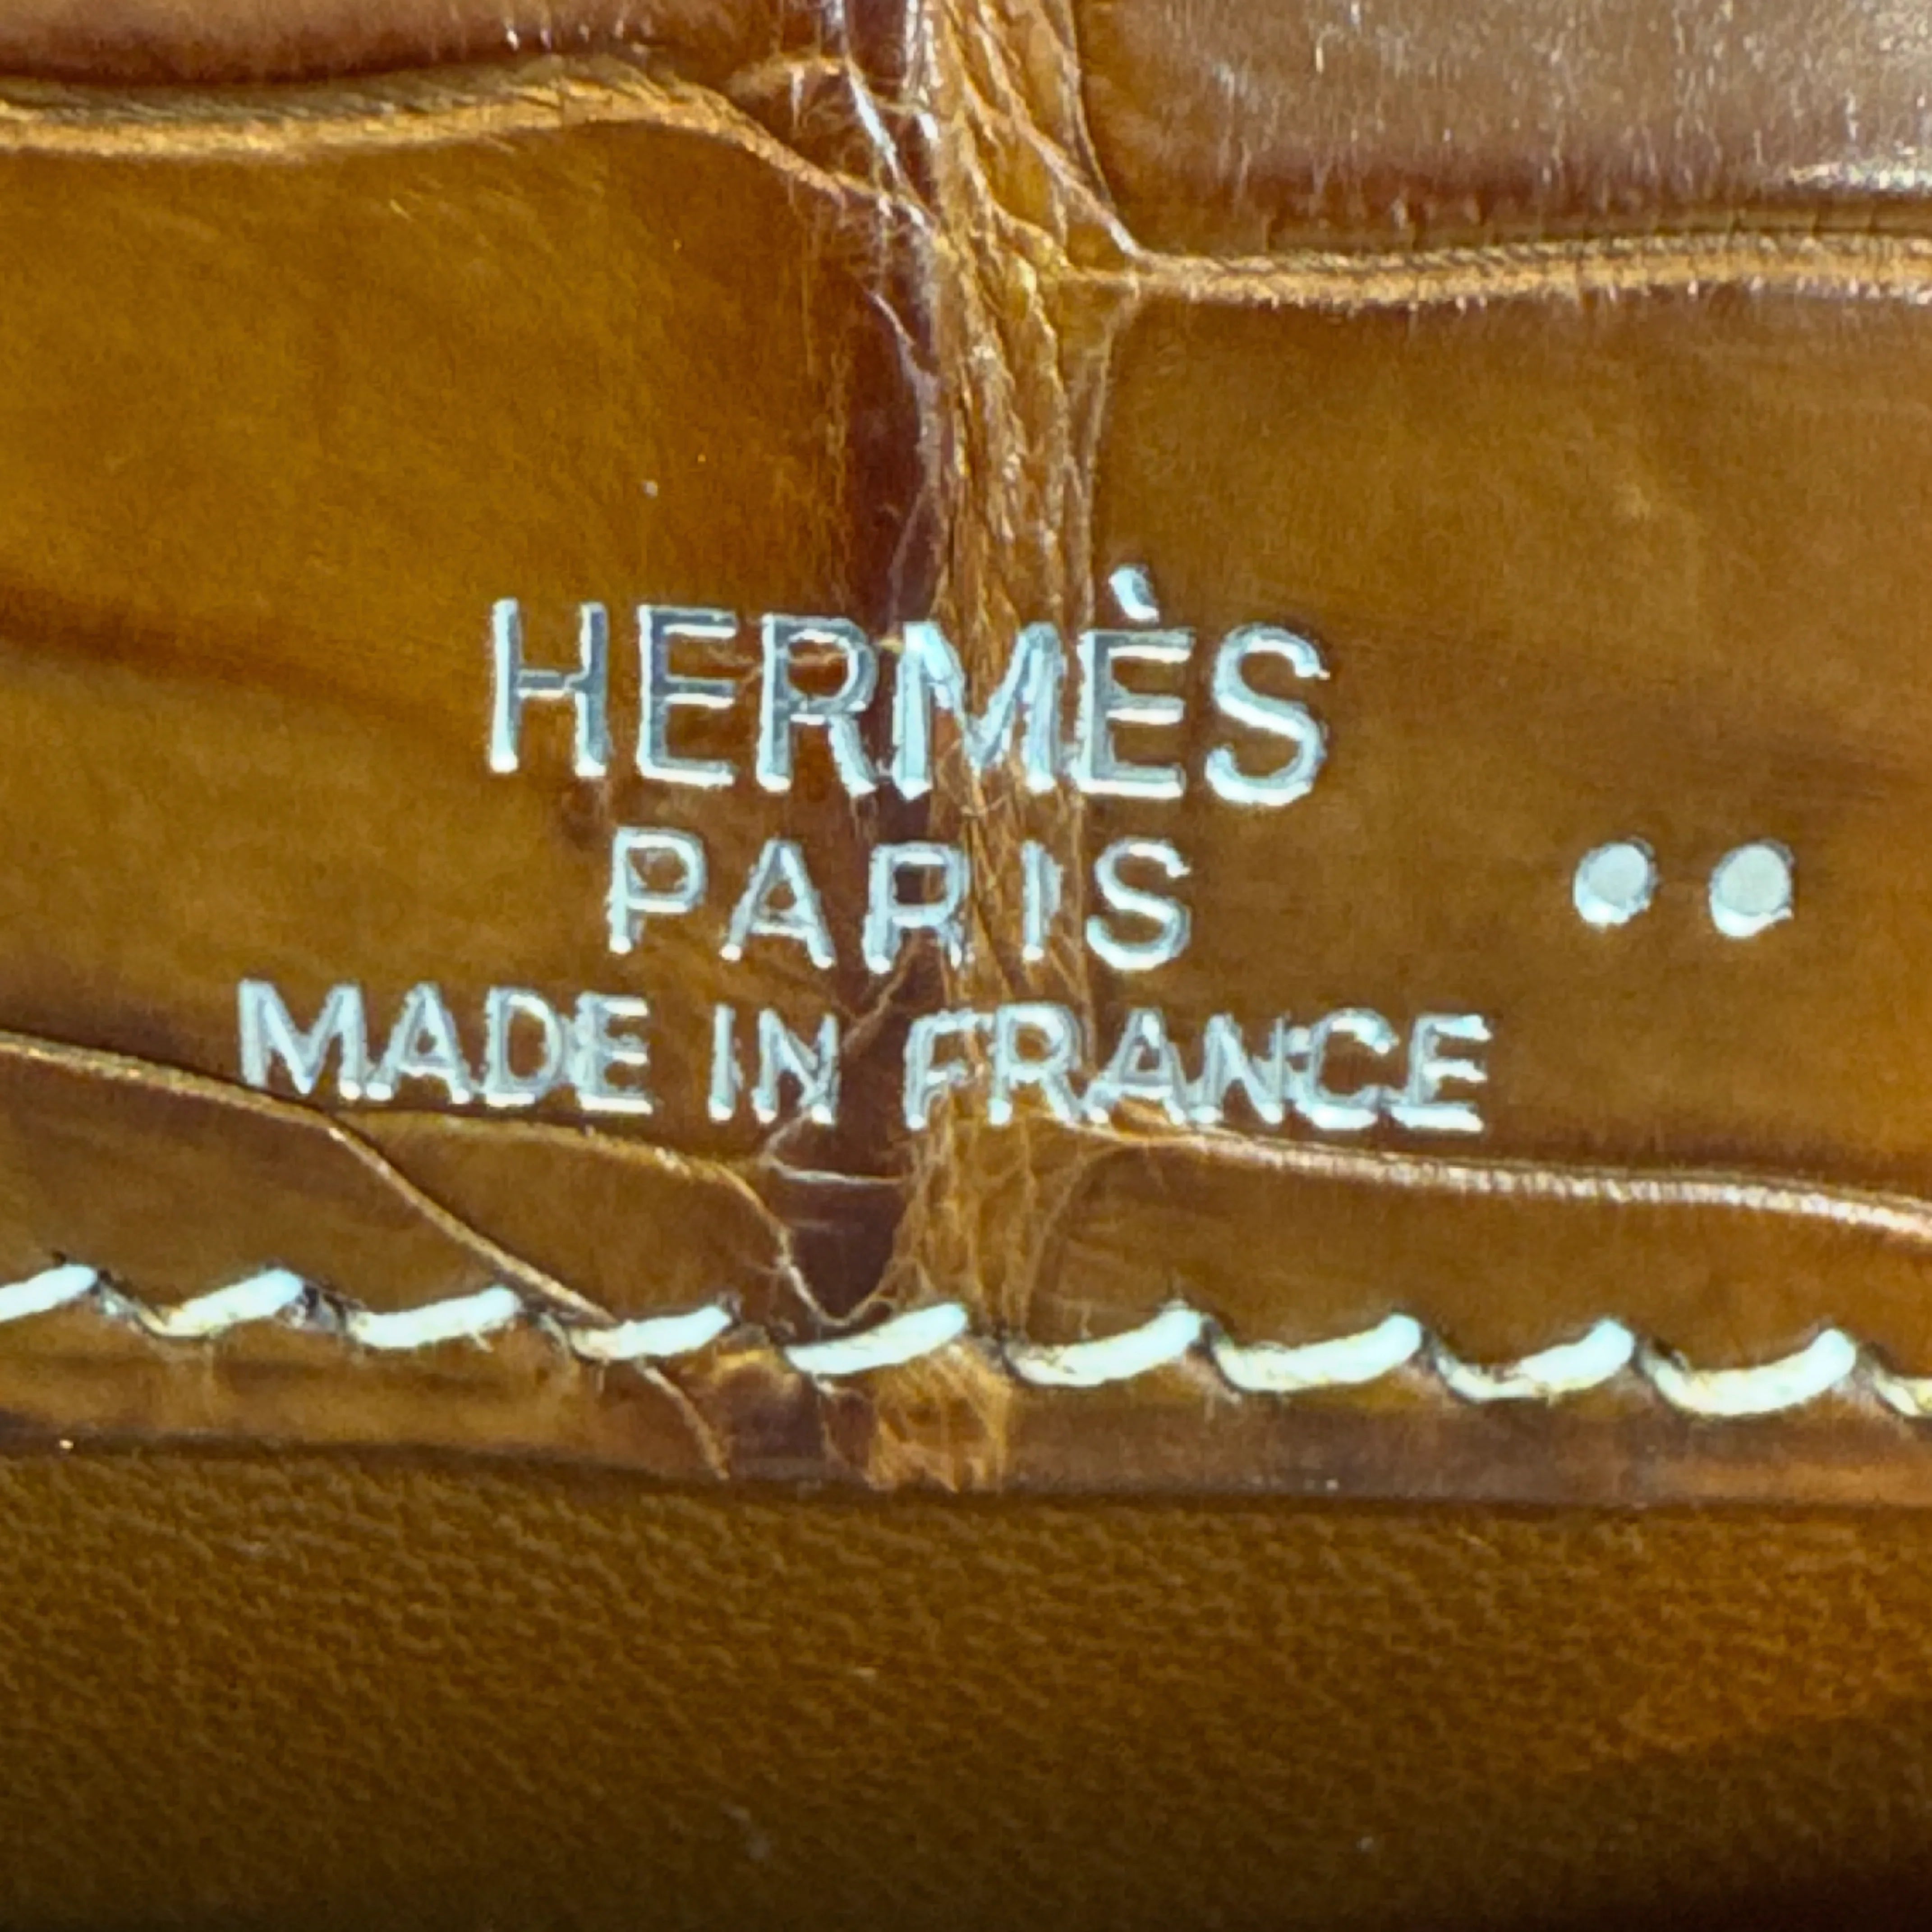 HERMÈS
PARIS ••
MADE IN FRANCE